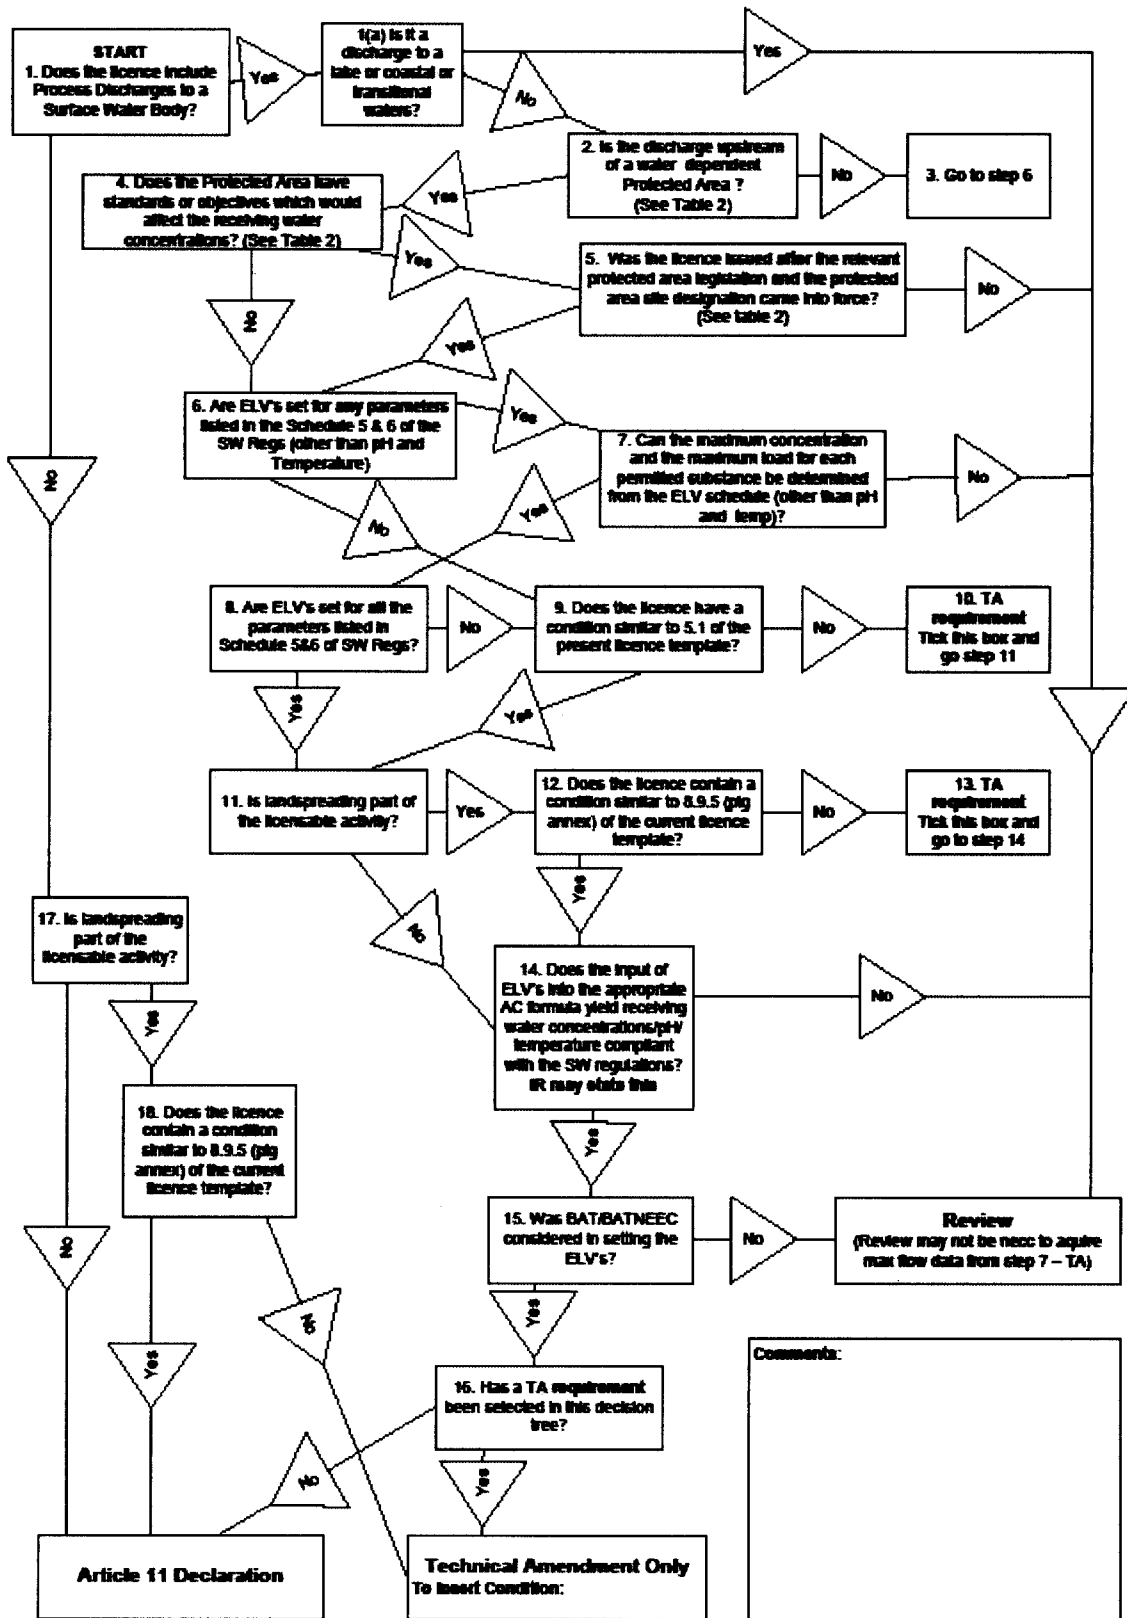 START
1. Does the licence include
Process Discharges to a
Surface Water Body?
Yes
1(a) Is it a
discharge to a
lake or coastal or
transitional
waters?
Yes
No
2. Is the discharge upstream
of a water dependent
Protected Area ?
(See Table 2)
No
3. Go to step 6
Yes
4. Does the Protected Area have
standards or objectives which would
affect the receiving water
concentrations? (See Table 2)
Yes
No
5. Was the licence issued after the relevant
protected area legislation and the protected
area site designation came into force?
(See table 2)
No
Yes
6. Are ELV's set for any parameters
listed in the Schedule 5 & 6 of the
SW Regs (other than pH and
Temperature)
Yes
No
7. Can the maximum concentration
and the maximum load for each
permitted substance be determined
from the ELV schedule (other than pH
and temp)?
No
Yes
No
8. Are ELV's set for all the
parameters listed in
Schedule 5&6 of SW Regs?
No
Yes
9. Does the licence have a
condition similar to 5.1 of the
present licence template?
No
Yes
10. TA
requirement
Tick this box and
go step 11
11. Is landspreading part of
the licensable activity?
Yes
No
12. Does the licence contain a
condition similar to 8.9.5 (pig
annex) of the current licence
template?
No
Yes
13. TA
requirement
Tick this box and
go to step 14
17. Is landspreading
part of the
licensable activity?
Yes
No
14. Does the input of
ELV's into the appropriate
AC formula yield receiving
water concentrations/pH/
temperature compliant
with the SW regulations?
IR may state this
No
Yes
18. Does the licence
contain a condition
similar to 8.9.5 (pig
annex) of the current
licence template?
No
Yes
15. Was BAT/BATNEEC
considered in setting the
ELV's?
No
Yes
Review
(Review may not be necc to aquire
max flow data from step 7 – TA)
16. Has a TA requirement
been selected in this decision
tree?
No
Yes
Comments:
Article 11 Declaration
Technical Amendment Only
To Insert Condition: